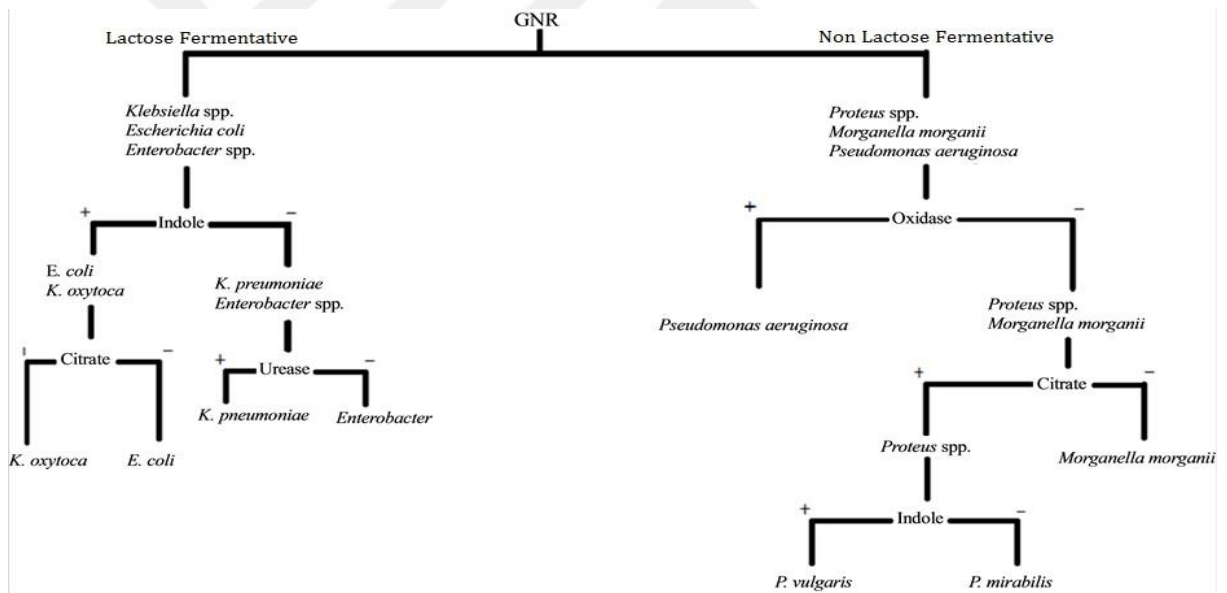 GNR
Lactose Fermentative
Non Lactose Fermentative
Klebsiella spp.
Escherichia coli
Enterobacter spp.
Proteus spp.
Morganella morganii
Pseudomonas aeruginosa
+ Indole −
+ Oxidase −
E. coli
K. oxytoca
K. preumoniae
Enterobacter spp.
Pseudomonas aeruginosa
Proteus spp.
Morganella morganii
Citrate −
+ Urease −
+ Citrate −
K. pneumoniae
Enterobacter
K. oxytoca
E. coli
Proteus spp.
Morganella morganii
+ Indole −
P. vulgaris
P. mirabilis